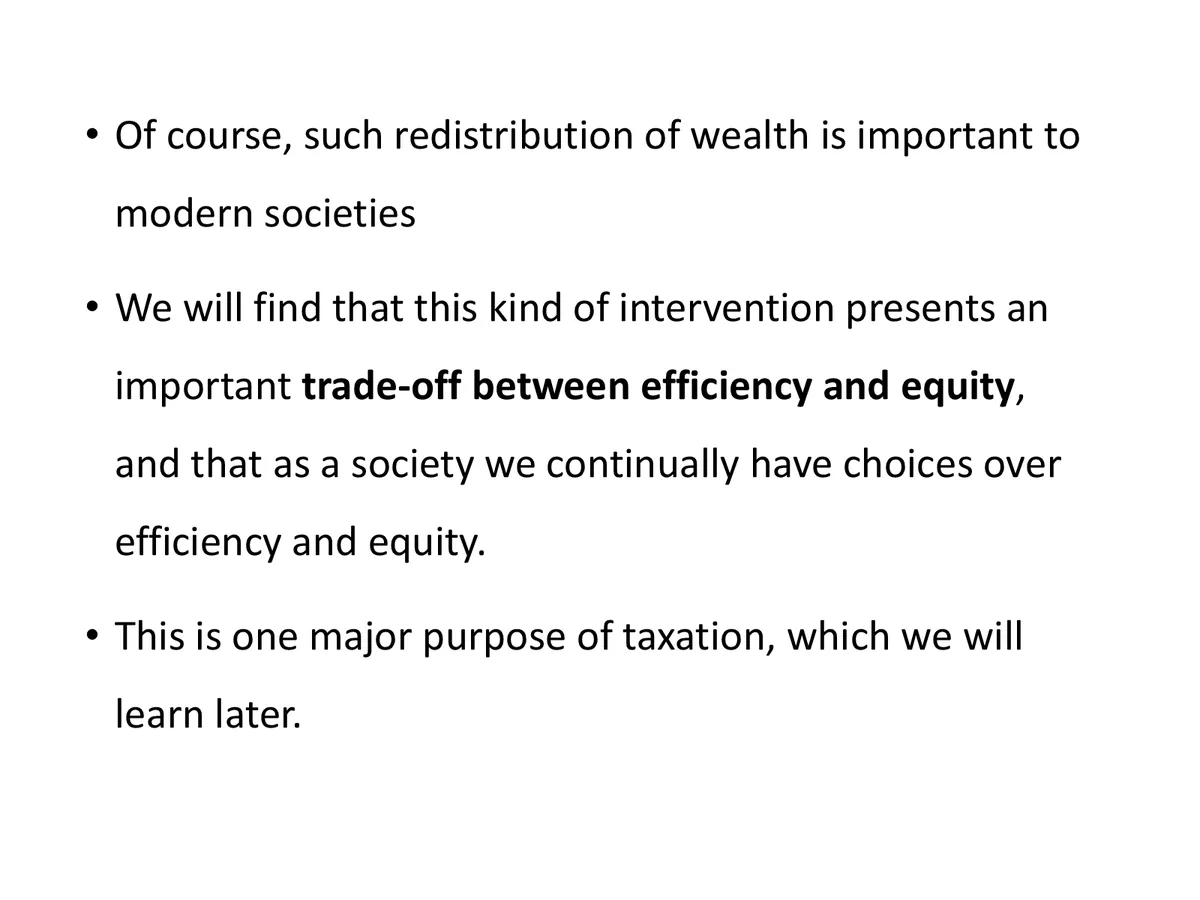 • Of course, such redistribution of wealth is important to
modern societies
• We will find that this kind of intervention presents an
important trade-off between efficiency and equity,
and that as a society we continually have choices over
efficiency and equity.
• This is one major purpose of taxation, which we will
learn later.